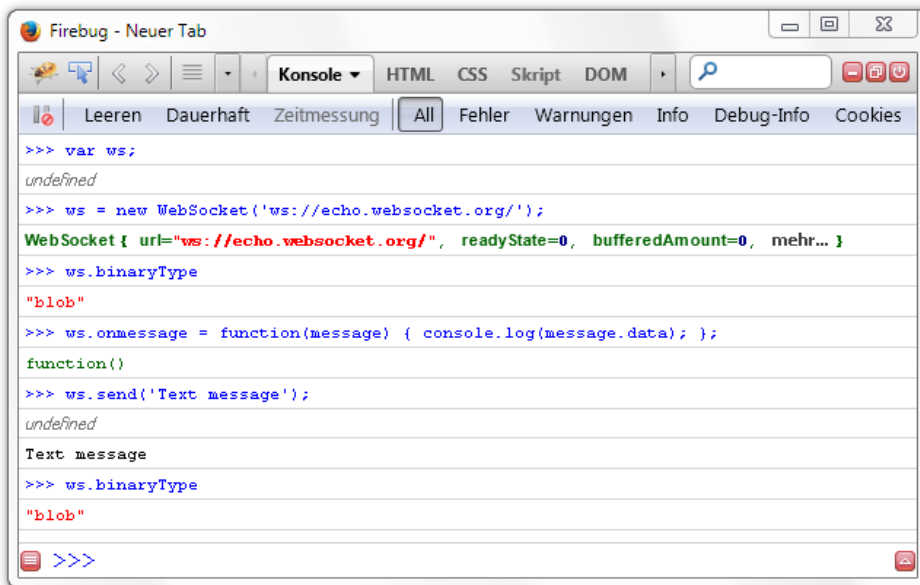 Firebug - Neuer Tab
Konsole HTML CSS Skript DOM
Leeren Dauerhaft Zeitmessung All Fehler Warnungen Info Debug-Info Cookies
>>> var ws;
undefined
>>> ws = new WebSocket('ws://echo.websocket.org/');
WebSocket { url="ws://echo.websocket.org/", readyState=0, bufferedAmount=0, mehr... }
>>> ws.binaryType
"blob"
>>> ws.onmessage = function(message) { console.log(message.data); };
function()
>>> ws.send('Text message');
undefined
Text message
>>> ws.binaryType
"blob"
>>>